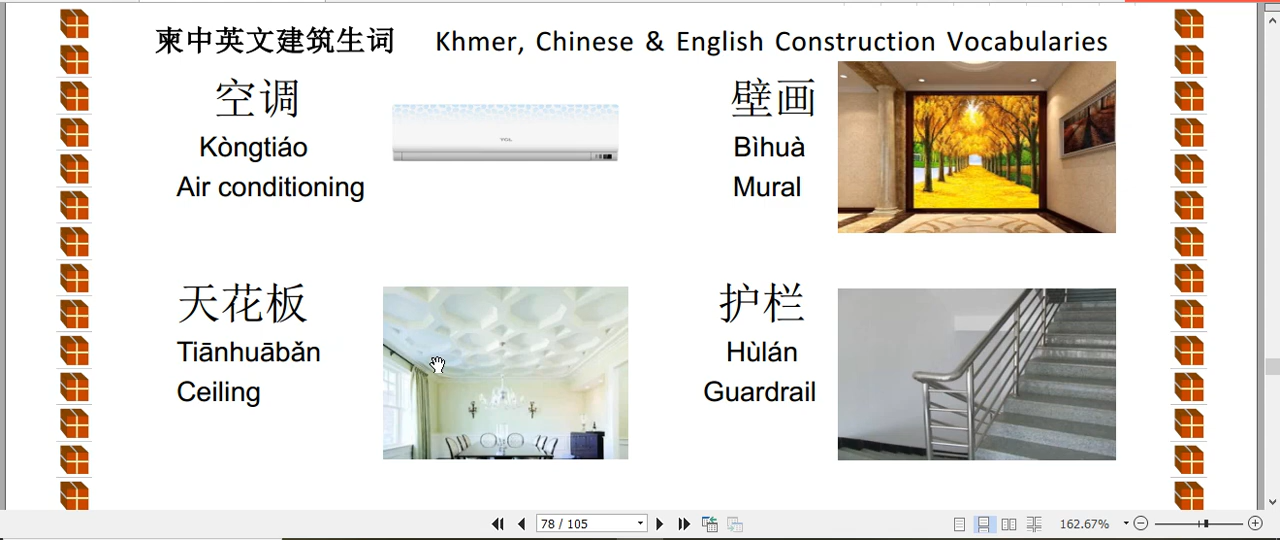 柬中英文建筑生词 Khmer, Chinese & English Construction Vocabularies
空调
Kòngtiáo
Air conditioning
TCL
壁画
Bìhuà
Mural
天花板
Tiānhuābǎn
Ceiling
护栏
Hùlán
Guardrail
78 / 105
162.67%